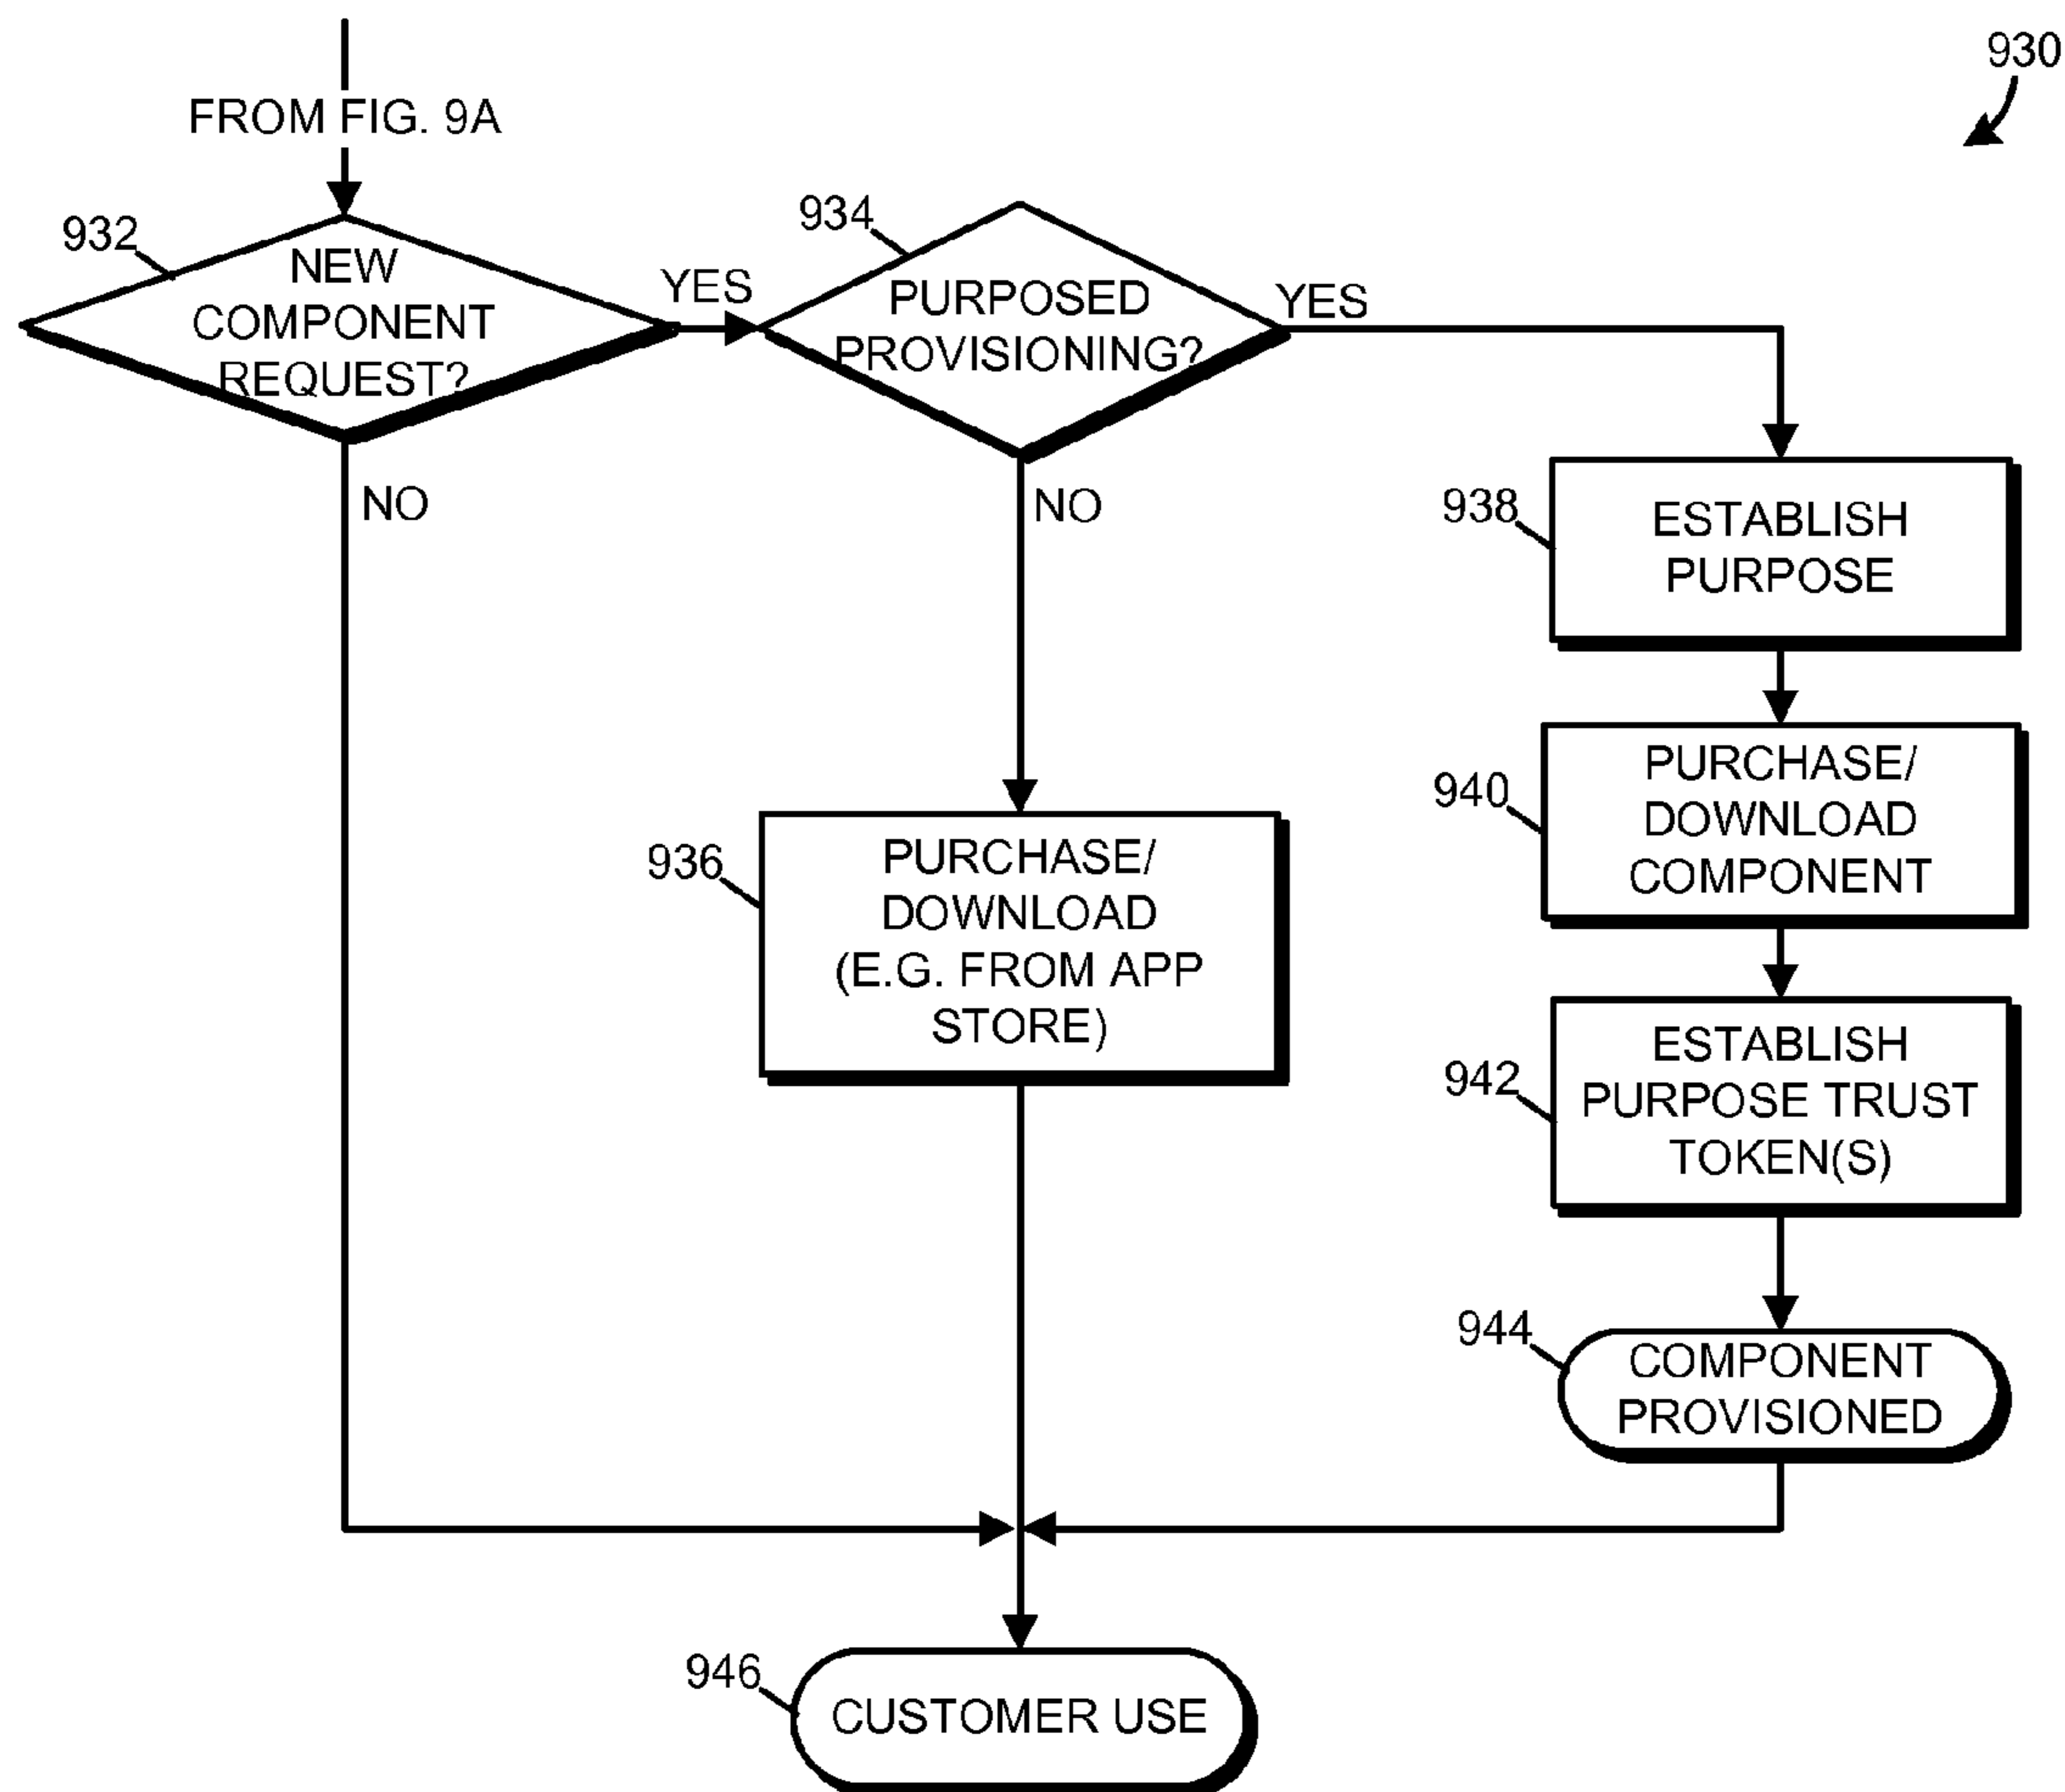 930
FROM FIG. 9A
932
NEW
COMPONENT
REQUEST?
YES
NO
934
PURPOSED
PROVISIONING?
YES
NO
938
ESTABLISH
PURPOSE
940
PURCHASE/
DOWNLOAD
COMPONENT
936
PURCHASE/
DOWNLOAD
(E.G. FROM APP
STORE)
942
ESTABLISH
PURPOSE TRUST
TOKEN(S)
944
COMPONENT
PROVISIONED
946
CUSTOMER USE